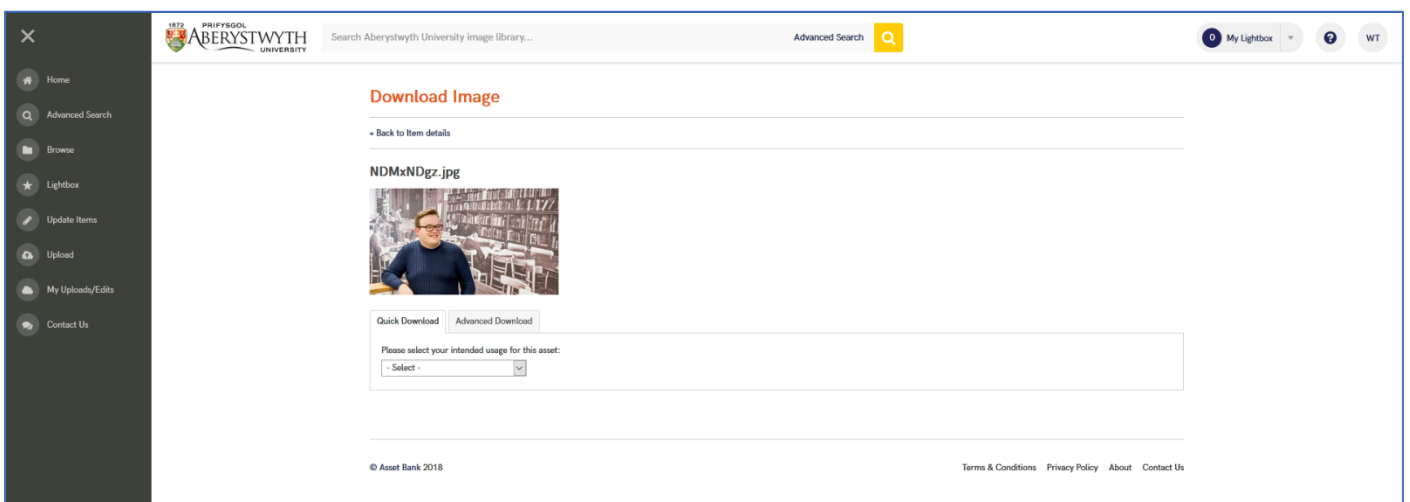 1872 PRIFYSGOL
ABERYSTWYTH
UNIVERSITY
Search Aberystwyth University image library...
Advanced Search
0 My Lightbox
?
WT
Home
Advanced Search
Browse
Lightbox
Update Items
Upload
My Uploads/Edits
Contact Us
Download Image
« Back to Item details
NDMxNDgz.jpg
Quick Download
Advanced Download
Please select your intended usage for this asset:
- Select -
© Asset Bank 2018
Terms & Conditions Privacy Policy About Contact Us